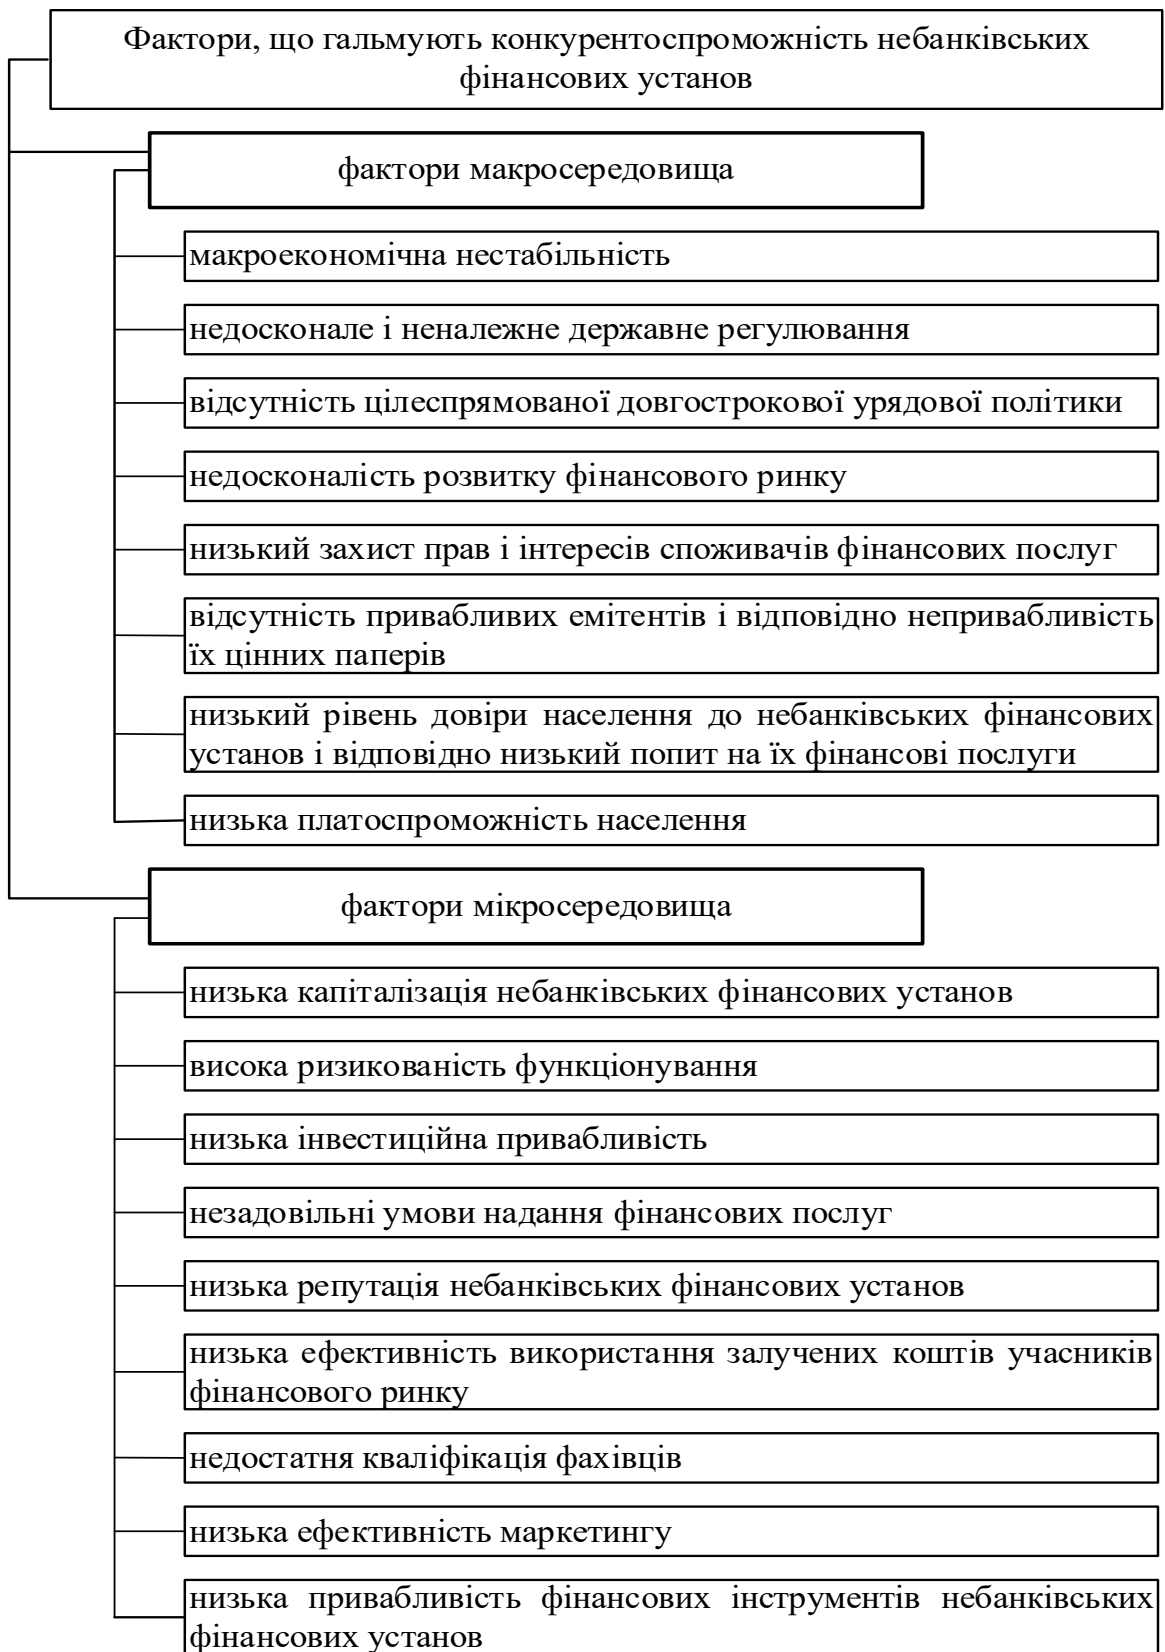 Фактори, що гальмують конкурентоспроможність небанківських
фінансових установ
фактори макросередовища
макроекономічна нестабільність
недосконале і неналежне державне регулювання
відсутність цілеспрямованої довгострокової урядової політики
недосконалість розвитку фінансового ринку
низький захист прав і інтересів споживачів фінансових послуг
відсутність привабливих емітентів і відповідно непривабливість
їх цінних паперів
низький рівень довіри населення до небанківських фінансових
установ і відповідно низький попит на їх фінансові послуги
низька платоспроможність населення
фактори мікросередовища
низька капіталізація небанківських фінансових установ
висока ризикованість функціонування
низька інвестиційна привабливість
незадовільні умови надання фінансових послуг
низька репутація небанківських фінансових установ
низька ефективність використання залучених коштів учасників
фінансового ринку
недостатня кваліфікація фахівців
низька ефективність маркетингу
низька привабливість фінансових інструментів небанківських
фінансових установ